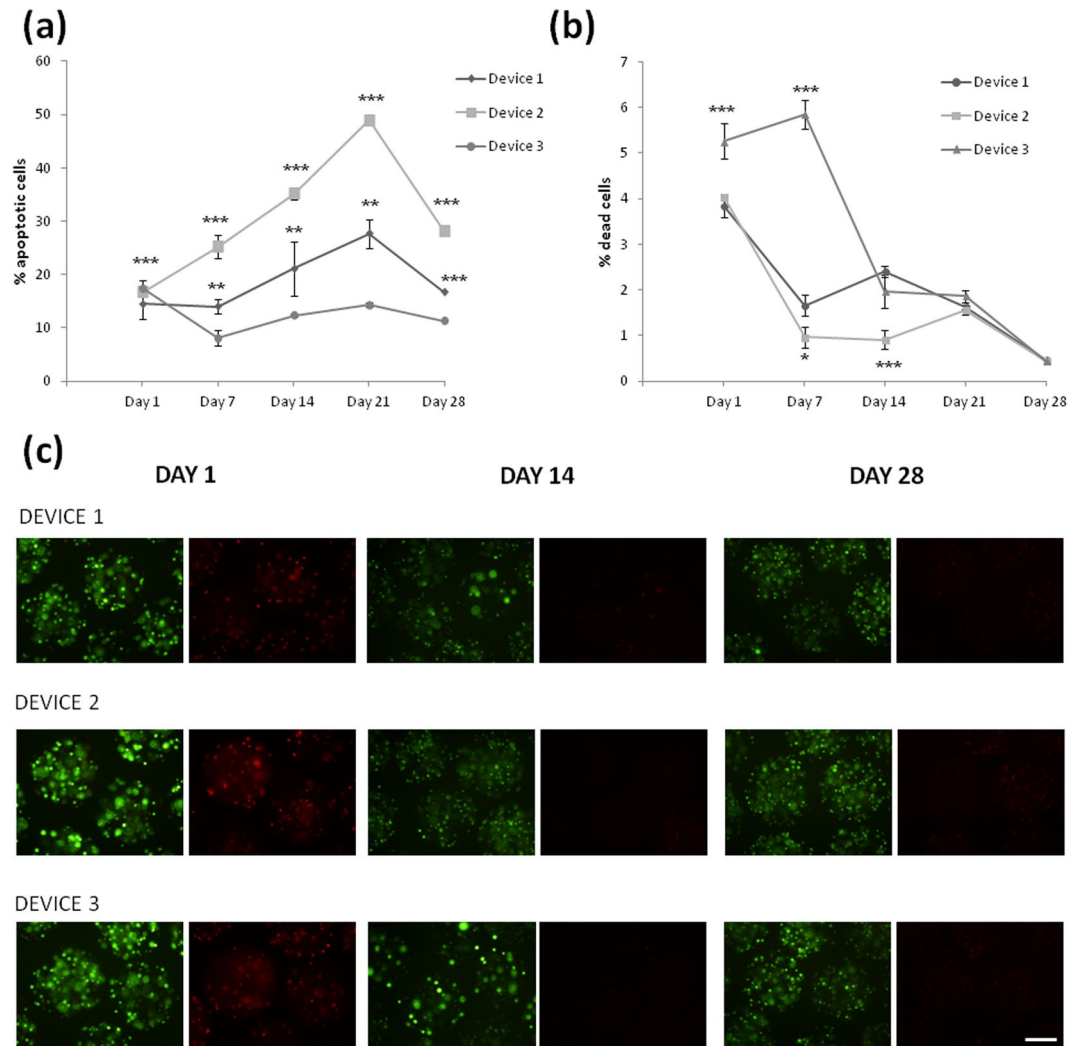 (a)
60
50
40
30
20
10
0
% apoptotic cells
Device 1
Device 2
Device 3
***
***
***
***
***
**
**
**
***
Day 1
Day 7
Day 14
Day 21
Day 28
(b)
7
6
5
4
3
2
1
0
% dead cells
Device 1
Device 2
Device 3
***
***
*
***
Day 1
Day 7
Day 14
Day 21
Day 28
(c)
DAY 1
DAY 14
DAY 28
DEVICE 1
DEVICE 2
DEVICE 3